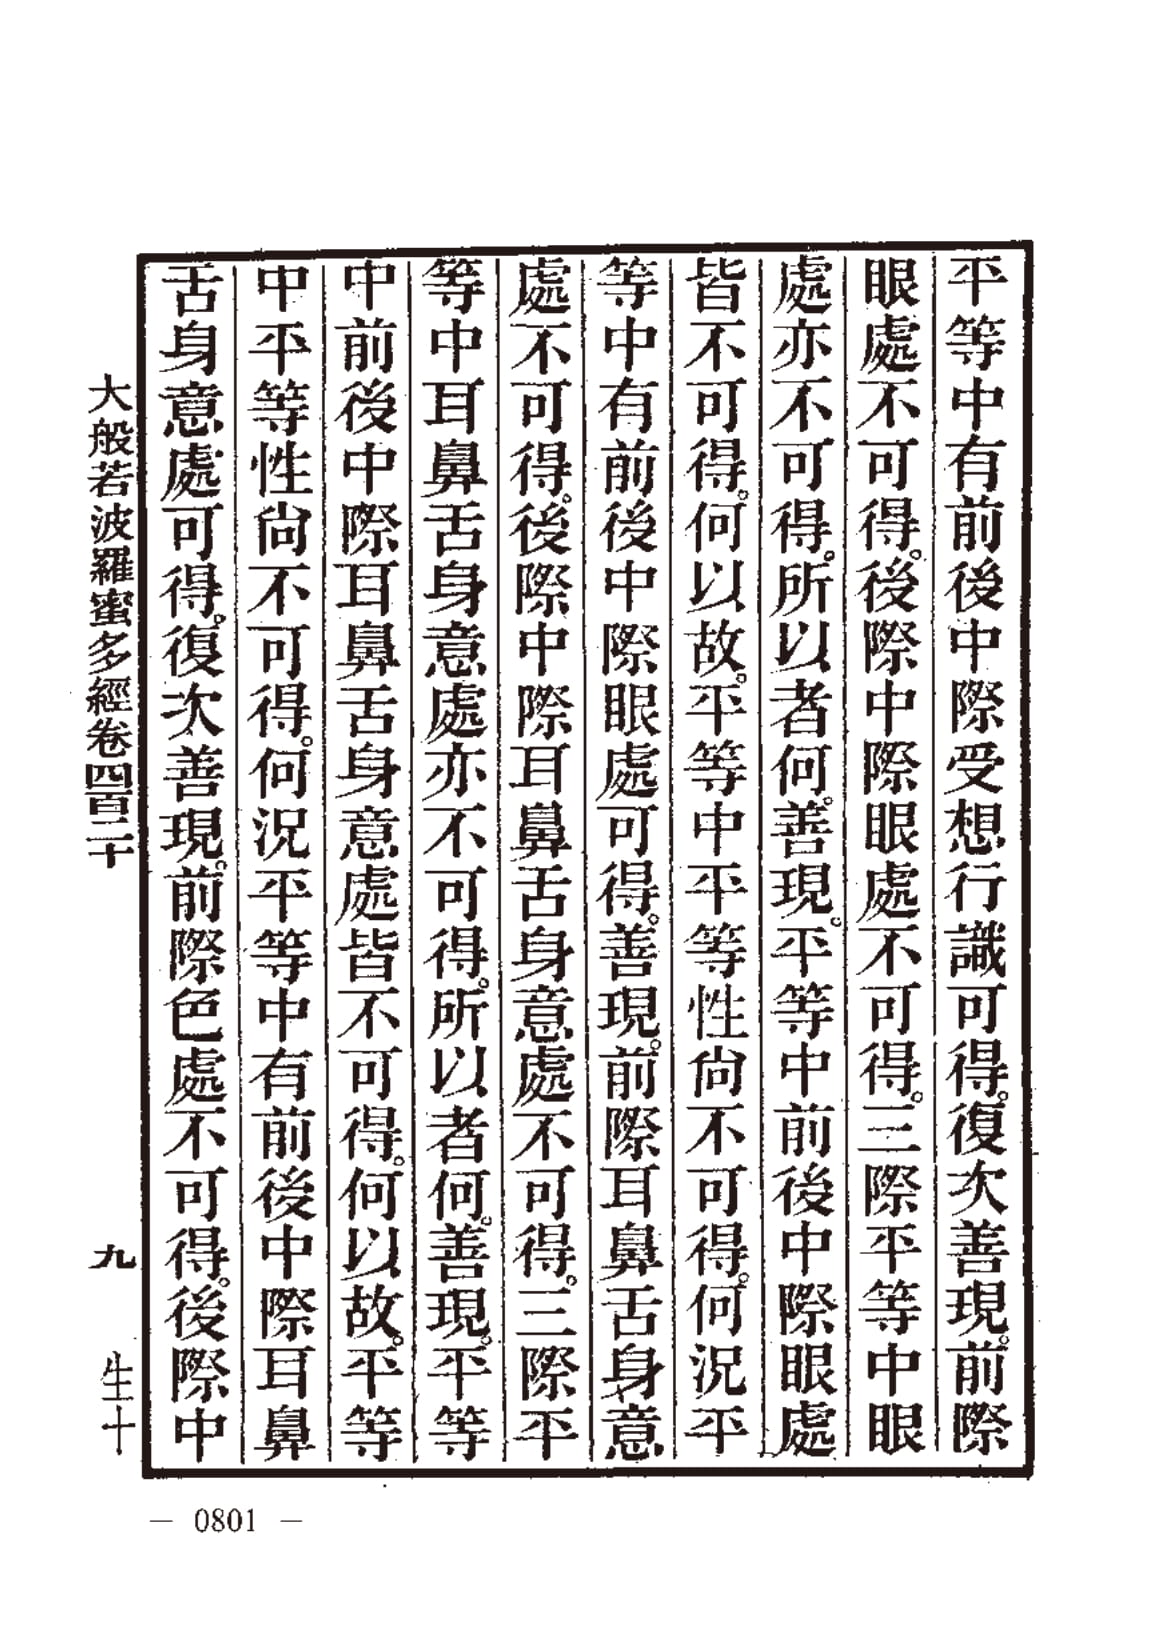 平等中有前後中際受想行識可得。復次善現。前際
眼處不可得。後際中際眼處不可得。三際平等中眼
處亦不可得。所以者何。善現。平等中前後中際眼處
皆不可得。何以故。平等中平等性尚不可得。何況平
等中有前後中際眼處可得。善現。前際耳鼻舌身意
處不可得。後際中際耳鼻舌身意處不可得。三際平
等中耳鼻舌身意處亦不可得。所以者何。善現。平等
中前後中際耳鼻舌身意處皆不可得。何以故。平等
中平等性尚不可得。何況平等中有前後中際耳鼻
舌身意處可得。復次善現。前際色處不可得。後際中
大般若波羅蜜多經卷四百二十 九 生十
— 0801 —